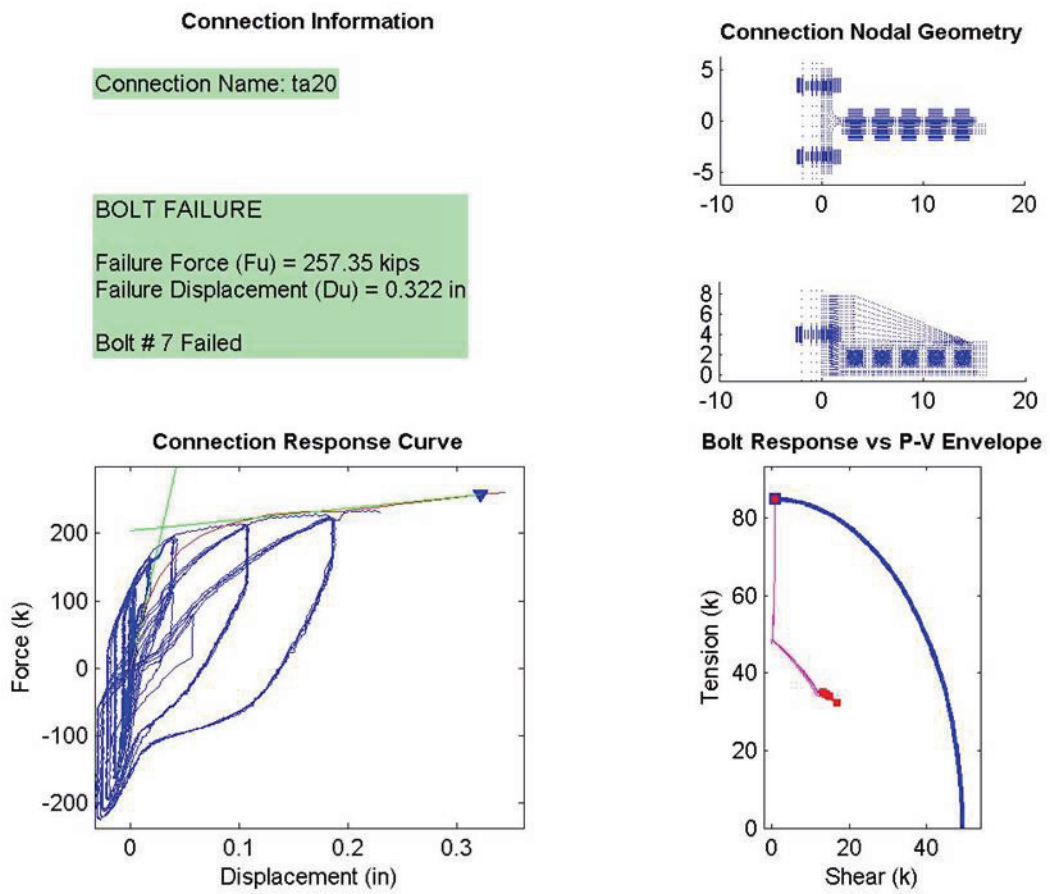 Connection Information
Connection Name: ta20
BOLT FAILURE
Failure Force (Fu) = 257.35 kips
Failure Displacement (Du) = 0.322 in
Bolt # 7 Failed
Connection Nodal Geometry
5
0
-5
-10 0 10 20
8
6
4
2
0
-10 0 10 20
Connection Response Curve
Force (k)
200
100
0
-100
-200
0 0.1 0.2 0.3
Displacement (in)
Bolt Response vs P-V Envelope
Tension (k)
80
60
40
20
0
0 20 40
Shear (k)